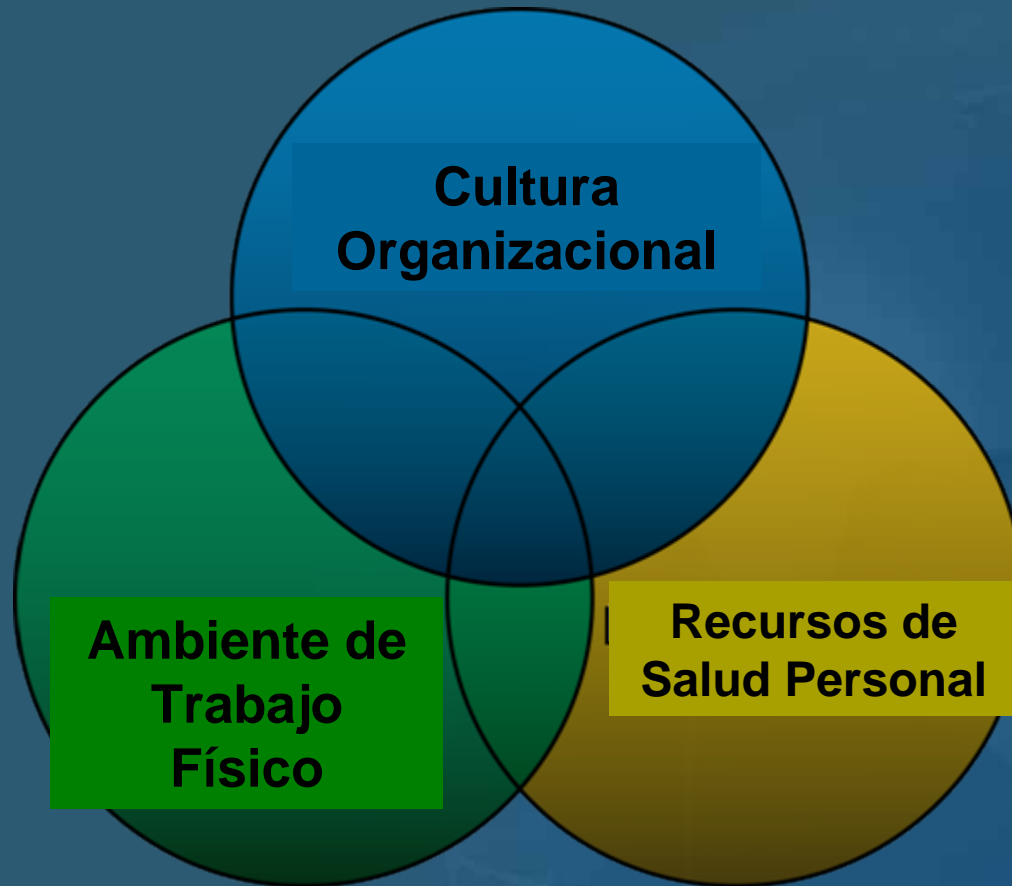 Cultura
Organizacional
Ambiente de
Trabajo
Físico
Recursos de
Salud Personal